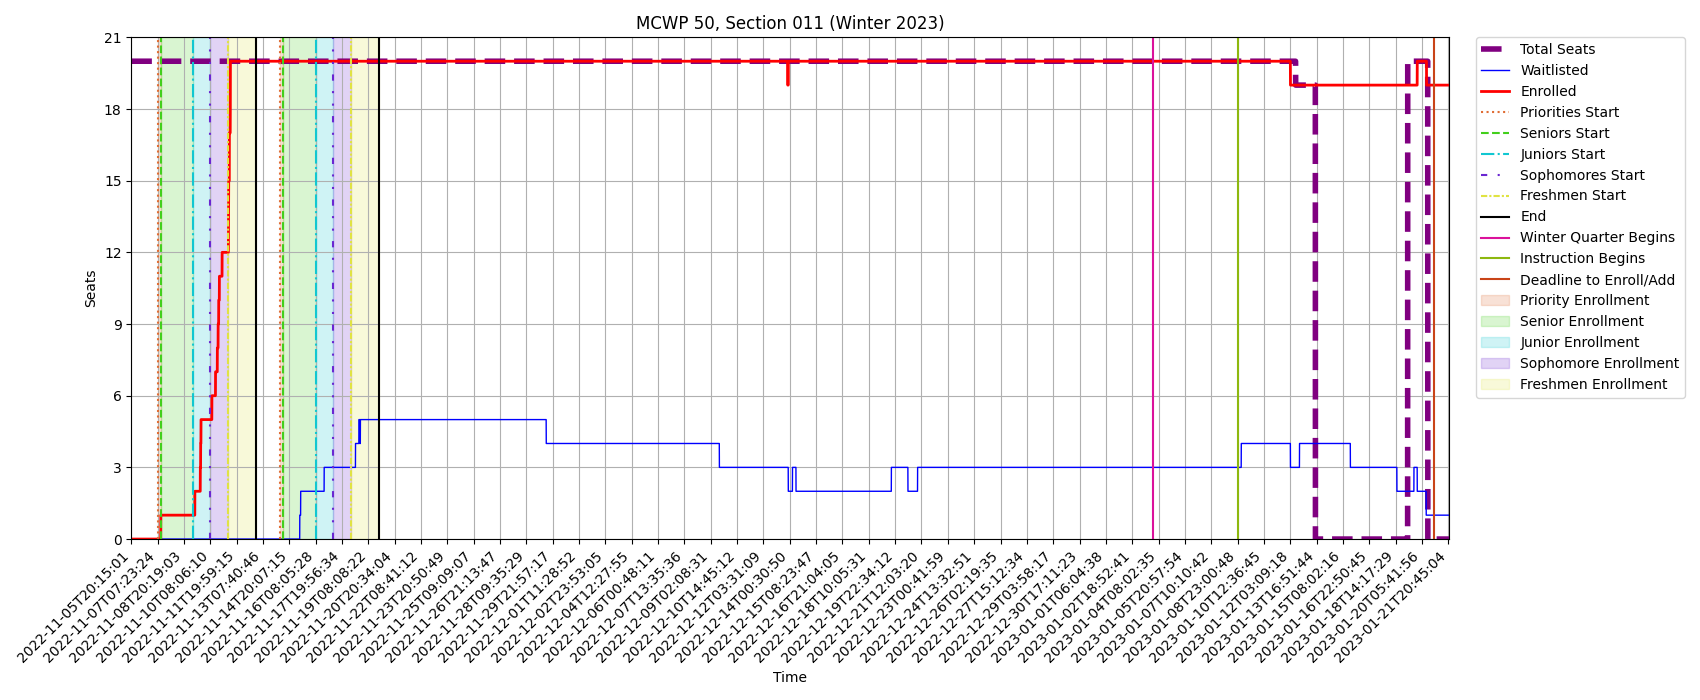 MCWP 50, Section 011 (Winter 2023)
21
18
15
12
9
6
3
0
Seats
2022-11-05T20:15:01
2022-11-07T07:23:24
2022-11-08T20:19:03
2022-11-10T08:06:10
2022-11-11T19:59:15
2022-11-13T07:40:46
2022-11-14T20:07:15
2022-11-16T08:05:28
2022-11-17T19:56:34
2022-11-19T08:08:22
2022-11-20T20:34:04
2022-11-22T08:41:12
2022-11-23T20:50:49
2022-11-25T09:09:07
2022-11-26T21:13:47
2022-11-28T09:35:29
2022-11-29T21:57:17
2022-12-01T11:28:52
2022-12-02T23:53:05
2022-12-04T12:27:55
2022-12-06T00:48:11
2022-12-07T13:35:36
2022-12-09T02:08:31
2022-12-10T14:45:12
2022-12-12T03:31:09
2022-12-14T00:30:50
2022-12-15T08:23:47
2022-12-16T21:04:05
2022-12-18T10:05:31
2022-12-19T22:34:12
2022-12-21T12:03:20
2022-12-23T00:41:59
2022-12-24T13:32:51
2022-12-26T02:19:35
2022-12-27T15:12:34
2022-12-29T03:58:17
2022-12-30T17:11:23
2023-01-01T06:04:38
2023-01-02T18:52:41
2023-01-04T08:02:35
2023-01-05T20:57:54
2023-01-07T10:10:42
2023-01-08T23:00:48
2023-01-10T12:36:45
2023-01-12T03:09:18
2023-01-13T16:51:44
2023-01-15T08:02:16
2023-01-16T22:50:45
2023-01-18T14:17:29
2023-01-20T05:41:56
2023-01-21T20:45:04
Time
Total Seats
Waitlisted
Enrolled
Priorities Start
Seniors Start
Juniors Start
Sophomores Start
Freshmen Start
End
Winter Quarter Begins
Instruction Begins
Deadline to Enroll/Add
Priority Enrollment
Senior Enrollment
Junior Enrollment
Sophomore Enrollment
Freshmen Enrollment